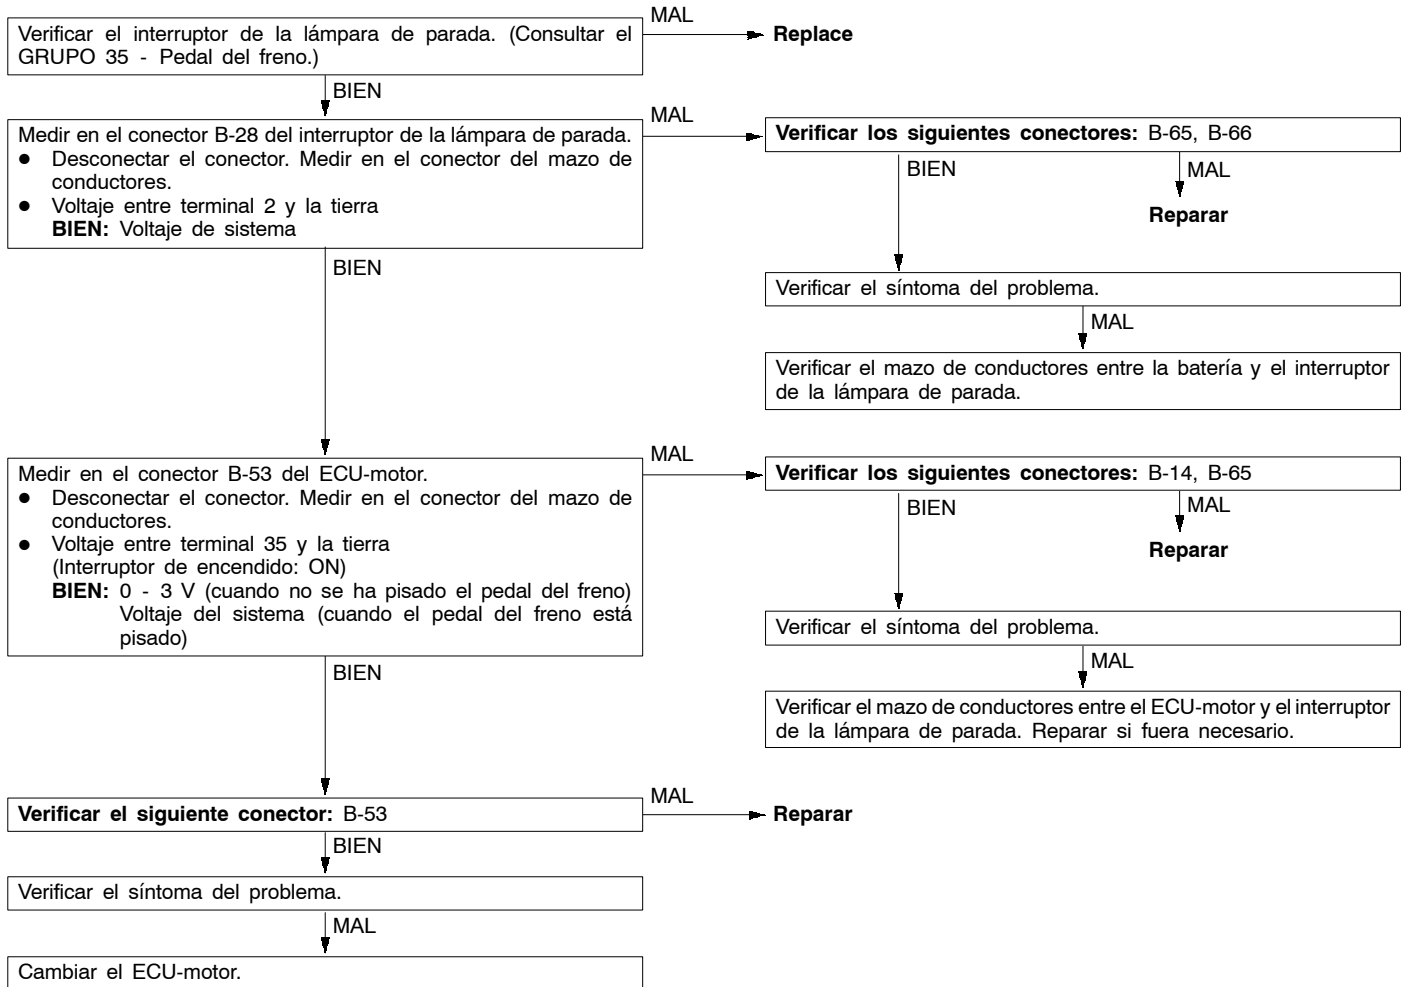 MAL
Verificar el interruptor de la lámpara de parada. (Consultar el
GRUPO 35 - Pedal del freno.)
Replace
BIEN
MAL
Medir en el conector B-28 del interruptor de la lámpara de parada.
● Desconectar el conector. Medir en el conector del mazo de
conductores.
● Voltaje entre terminal 2 y la tierra
BIEN: Voltaje de sistema
Verificar los siguientes conectores: B-65, B-66
BIEN
MAL
Reparar
BIEN
Verificar el síntoma del problema.
MAL
Verificar el mazo de conductores entre la batería y el interruptor
de la lámpara de parada.
MAL
Medir en el conector B-53 del ECU-motor.
● Desconectar el conector. Medir en el conector del mazo de
conductores.
● Voltaje entre terminal 35 y la tierra
(Interruptor de encendido: ON)
BIEN: 0 - 3 V (cuando no se ha pisado el pedal del freno)
Voltaje del sistema (cuando el pedal del freno está
pisado)
Verificar los siguientes conectores: B-14, B-65
BIEN
MAL
Reparar
Verificar el síntoma del problema.
MAL
Verificar el mazo de conductores entre el ECU-motor y el interruptor
de la lámpara de parada. Reparar si fuera necesario.
BIEN
Verificar el siguiente conector: B-53
MAL
Reparar
BIEN
Verificar el síntoma del problema.
MAL
Cambiar el ECU-motor.